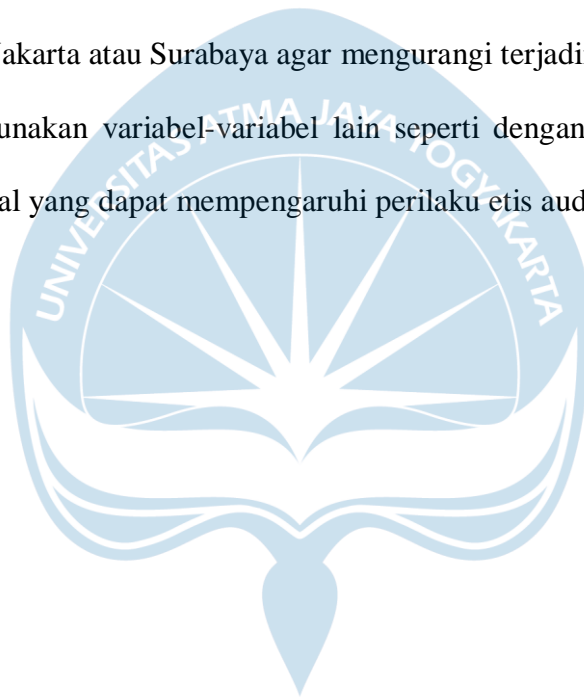 Jakarta atau Surabaya agar mengurangi terjadi
unakan variabel-variabel lain seperti dengan
al yang dapat mempengaruhi perilaku etis aud
UNIVERSITAS ATMA JAYA YOGYAKARTA